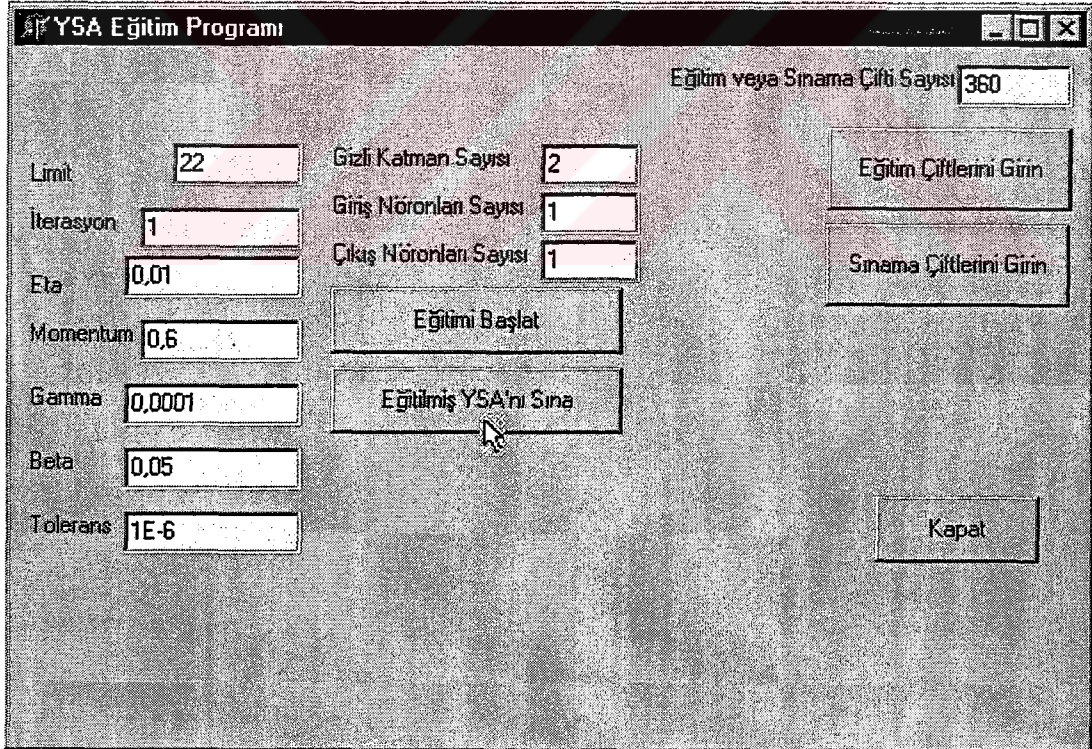 YSA Eğitim Programı
Eğitim veya Sınama Çifti Sayısı 360
Limit 22
İterasyon 1
Eta 0,01
Momentum 0,6
Gamma 0,0001
Beta 0,05
Tolerans 1E-6
Gizli Katman Sayısı 2
Giriş Nöronları Sayısı 1
Çıkış Nöronları Sayısı 1
Eğitimi Başlat
Eğitilmiş YSA'nı Sına
Eğitim Çiftlerini Girin
Sınama Çiftlerini Girin
Kapat